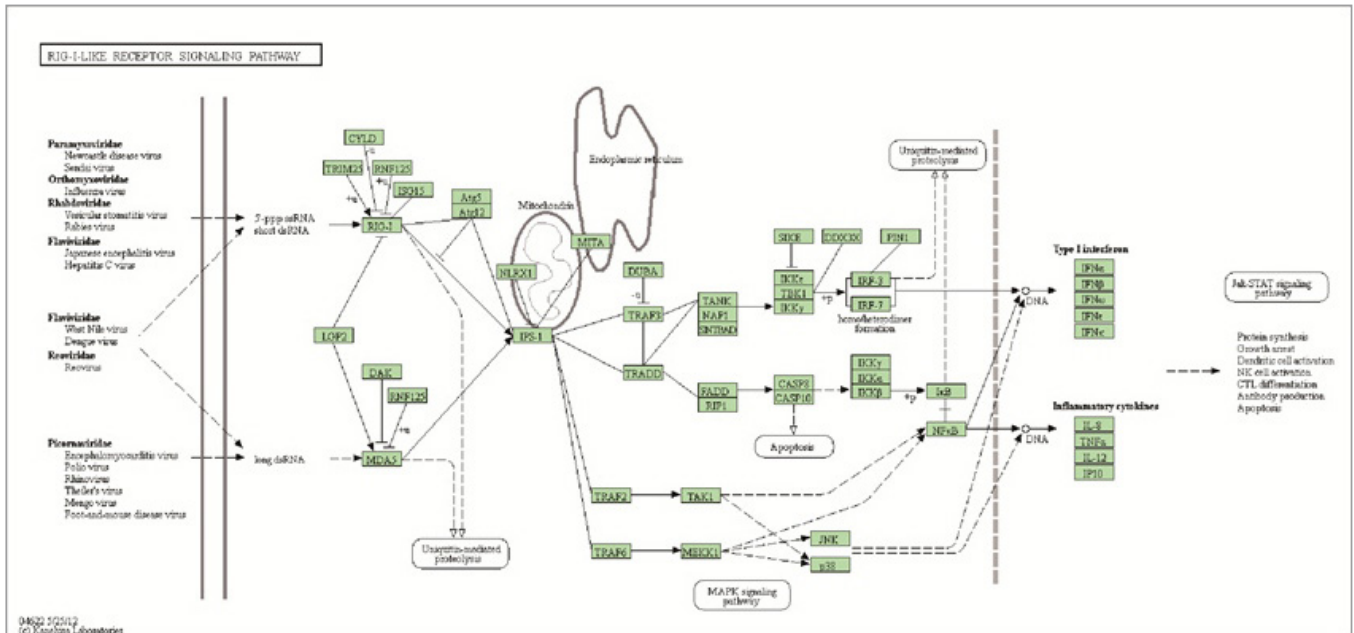 RIG-I-LIKE RECEPTOR SIGNALING PATHWAY
Paramyxoviridae
Newcastle disease virus
Sendai virus
Orthomyxoviridae
Influenza virus
Rhabdoviridae
Vesicular stomatitis virus
Rabies virus
Flaviviridae
Japanese encephalitis virus
Hepatitis C virus
Flaviviridae
West Nile virus
Dengue virus
Reoviridae
Reovirus
Picornaviridae
Encephalomyocarditis virus
Polio virus
Rhinovirus
Theiler's virus
Mengo virus
Foot-and-mouse disease virus
5'-ppp-ssRNA
short dsRNA
long dsRNA
CYLD
TRIM25
RNF125
ISG15
-u
+u
+u
RIG-I
Atg5
Atg12
LGP2
DAK
RNF125
+u
MDA5
Ubiquitin-mediated
proteolysis
Mitochondria
Endoplasmic reticulum
NLRX1
MITA
IPS-1
DUBA
-u
TRAF3
TRADD
TANK
NAP1
SINTBAD
FADD
RIP1
SIKE
DDX3X
PIN1
IKKε
TBK1
IKKγ
+p
IRF-3
IRF-7
homo/heterodimer
formation
Ubiquitin-mediated
proteolysis
CASP8
CASP10
Apoptosis
IKKγ
IKKα
IKKβ
+p
IκB
NFκB
TRAF2
TAK1
TRAF6
MEKK1
JNK
p38
MAPK signaling
pathway
DNA
DNA
Type I interferon
IFNα
IFNβ
IFNω
IFNε
IFNκ
Inflammatory cytokines
IL-8
TNFα
IL-12
IP10
Jak-STAT signaling
pathway
Protein synthesis
Growth arrest
Dendritic cell activation
NK cell activation
CTL differentiation
Antibody production
Apoptosis
04622 5/25/12
(c) Kanehisa Laboratories